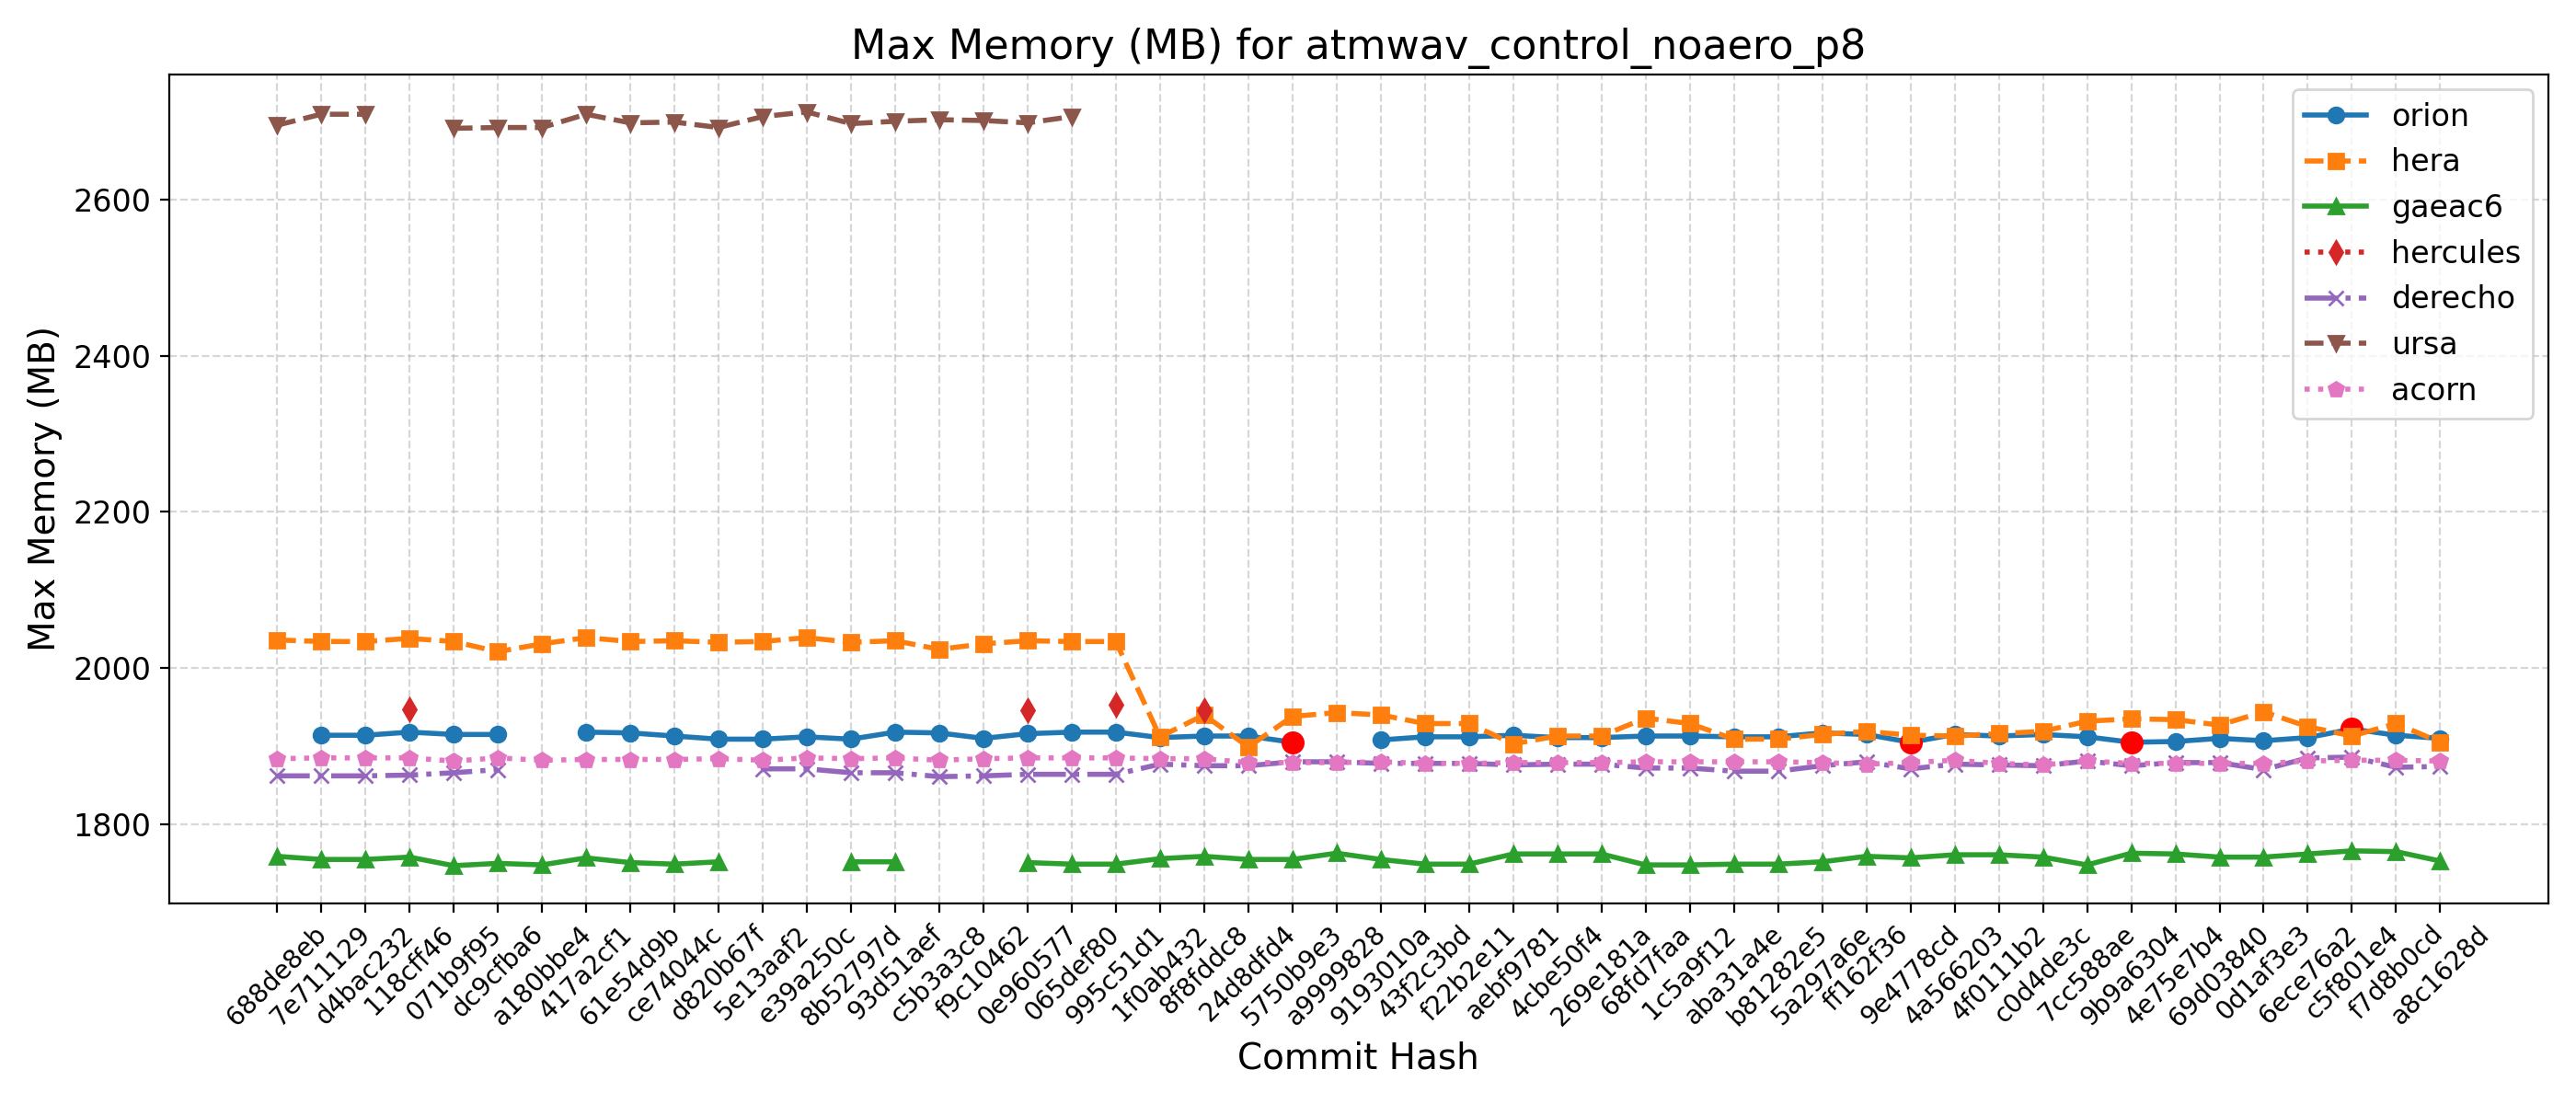 Max Memory (MB) for atmwav_control_noaero_p8
Max Memory (MB)
2600
2400
2200
2000
1800
orion
hera
gaeac6
hercules
derecho
ursa
acorn
688de8eb
7e711129
d4bac232
118cff46
071b9f95
dc9cfba6
a180bbe4
417a2cf1
61e54d9b
ce74044c
d820b67f
5e13aaf2
e39a250c
8b52797d
93d51aef
c5b3a3c8
f9c10462
0e960577
065def80
995c51d1
1f0ab432
8f8fddc8
24d8dfd4
5750b9e3
a9999828
9193010a
43f2c3bd
f22b2e11
aebf9781
4cbe50f4
269e181a
68fd7faa
1c5a9f12
aba31a4e
b81282e5
5a297a6e
ff162f36
9e4778cd
4a566203
4f0111b2
c0d4de3c
7cc588ae
9b9a6304
4e75e7b4
69d03840
0d1af3e3
6ece76a2
c5f801e4
f7d8b0cd
a8c1628d
Commit Hash